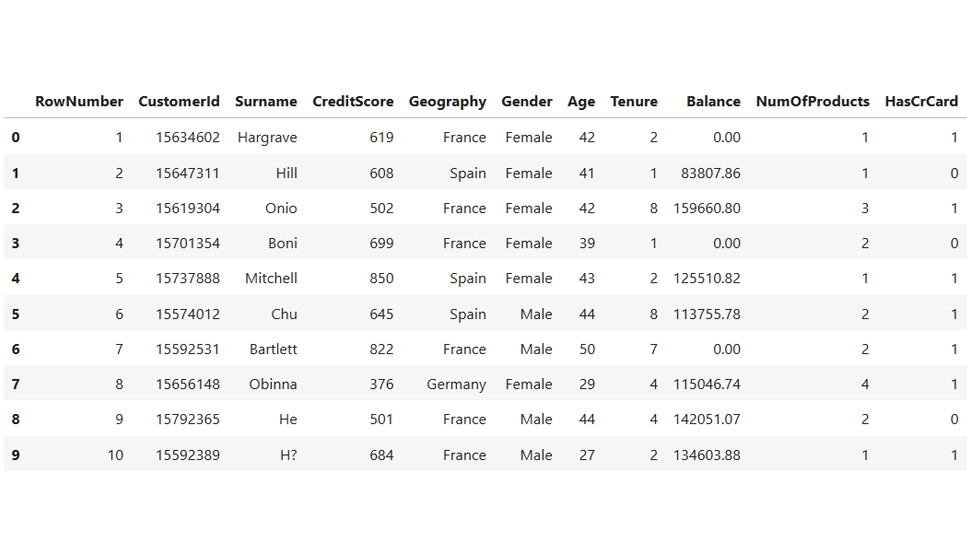 RowNumber CustomerId Surname CreditScore Geography Gender Age Tenure Balance NumOfProducts HasCrCard
0 1 15634602 Hargrave 619 France Female 42 2 0.00 1 1
1 2 15647311 Hill 608 Spain Female 41 1 83807.86 1 0
2 3 15619304 Onio 502 France Female 42 8 159660.80 3 1
3 4 15701354 Boni 699 France Female 39 1 0.00 2 0
4 5 15737888 Mitchell 850 Spain Female 43 2 125510.82 1 1
5 6 15574012 Chu 645 Spain Male 44 8 113755.78 2 1
6 7 15592531 Bartlett 822 France Male 50 7 0.00 2 1
7 8 15656148 Obinna 376 Germany Female 29 4 115046.74 4 1
8 9 15792365 He 501 France Male 44 4 142051.07 2 0
9 10 15592389 H? 684 France Male 27 2 134603.88 1 1